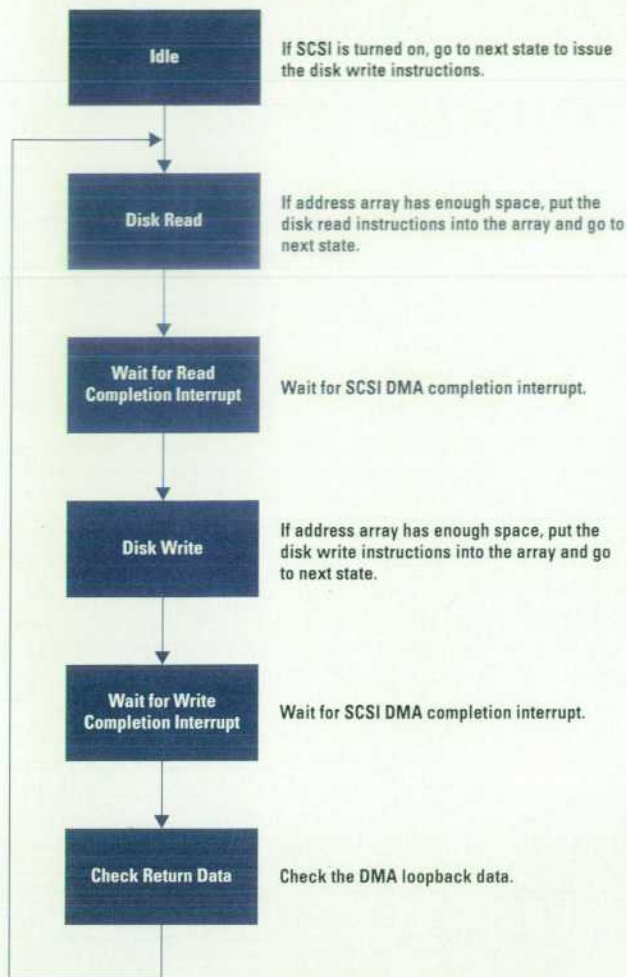 Idle
If SCSI is turned on, go to next state to issue
the disk write instructions.
Disk Read
If address array has enough space, put the
disk read instructions into the array and go to
next state.
Wait for Read
Completion Interrupt
Wait for SCSI DMA completion interrupt.
Disk Write
If address array has enough space, put the
disk write instructions into the array and go
to next state.
Wait for Write
Completion Interrupt
Wait for SCSI DMA completion interrupt.
Check Return Data
Check the DMA loopback data.